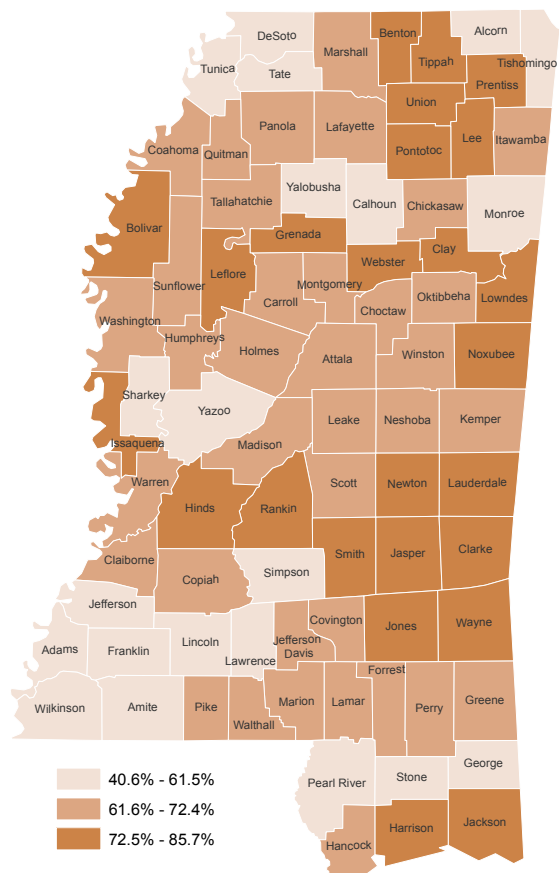 DeSoto
Benton
Alcorn
Marshall
Tippah
Tishomingo
Tunica
Tate
Prentiss
Union
Panola
Lafayette
Lee
Itawamba
Coahoma
Quitman
Pontotoc
Yalobusha
Tallahatchie
Calhoun
Chickasaw
Monroe
Bolivar
Grenada
Clay
Webster
Leflore
Sunflower
Montgomery
Carroll
Oktibbeha
Lowndes
Choctaw
Washington
Humphreys
Holmes
Attala
Winston
Noxubee
Sharkey
Yazoo
Leake
Neshoba
Kemper
Issaquena
Madison
Warren
Scott
Newton
Lauderdale
Hinds
Rankin
Smith
Jasper
Clarke
Claiborne
Copiah
Simpson
Jefferson
Covington
Jones
Wayne
Lincoln
Jefferson
Davis
Adams
Franklin
Lawrence
Forrest
Wilkinson
Amite
Pike
Walthall
Marion
Lamar
Perry
Greene
George
Pearl River
Stone
40.6% - 61.5%
61.6% - 72.4%
72.5% - 85.7%
Hancock
Harrison
Jackson